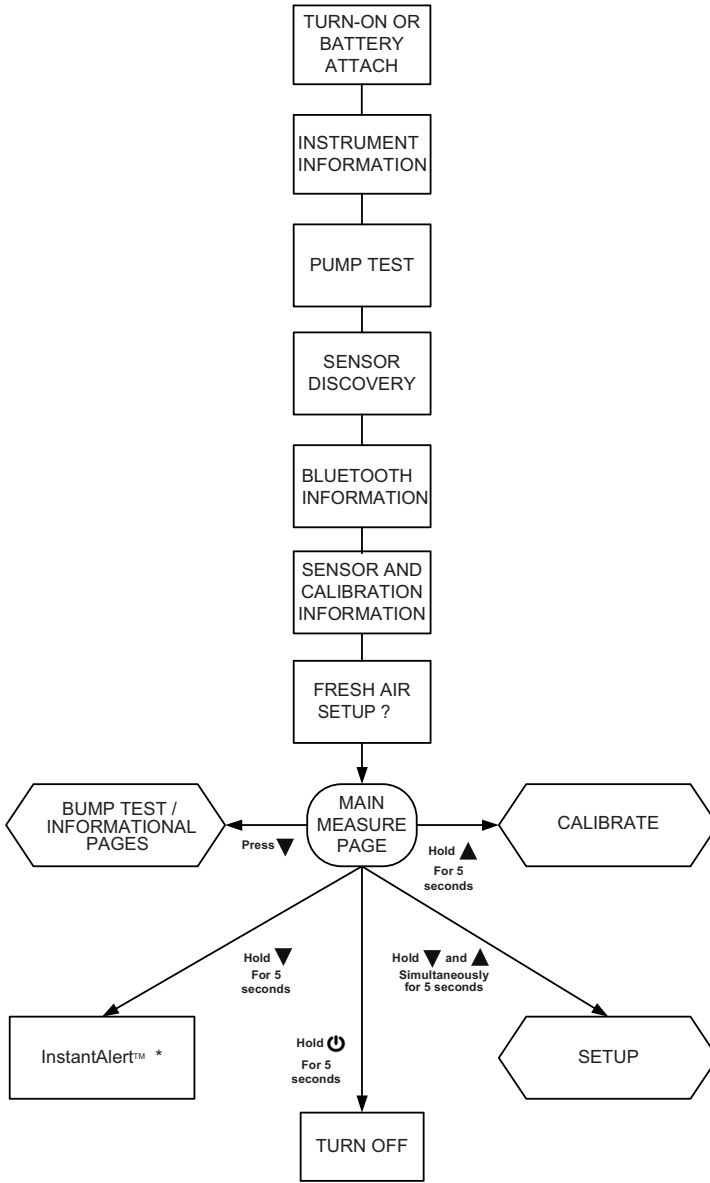 TURN-ON OR
BATTERY
ATTACH
INSTRUMENT
INFORMATION
PUMP TEST
SENSOR
DISCOVERY
BLUETOOTH
INFORMATION
SENSOR AND
CALIBRATION
INFORMATION
FRESH AIR
SETUP ?
BUMP TEST /
INFORMATIONAL
PAGES
Press ▼
MAIN
MEASURE
PAGE
Hold ▲
For 5
seconds
CALIBRATE
Hold ▼
For 5
seconds
Hold ▼ and ▲
Simultaneously
for 5 seconds
InstantAlert™ *
Hold ⏻
For 5
seconds
SETUP
TURN OFF